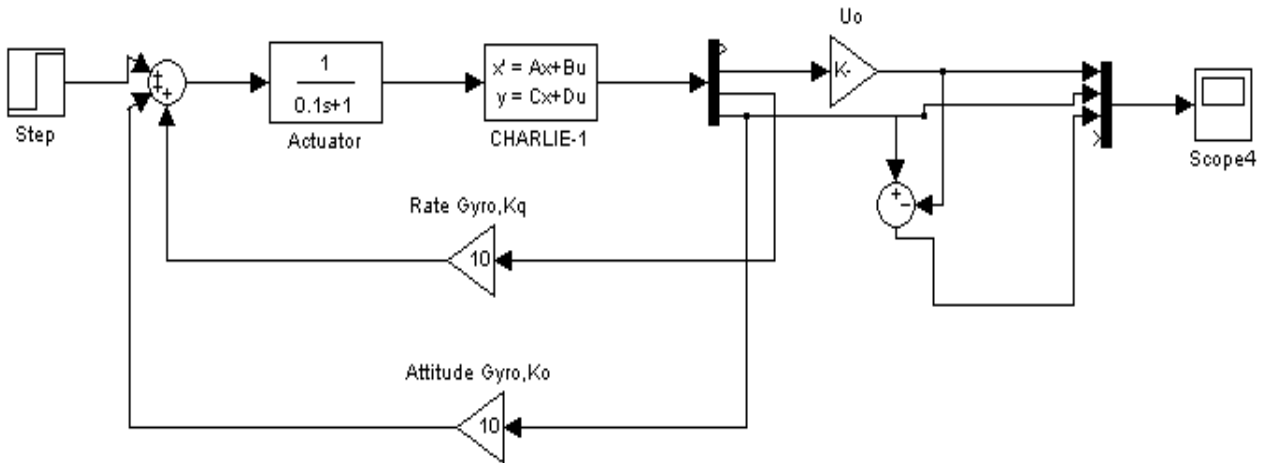 Uo
Step
+
+
+
1
0.1s+1
Actuator
x' = Ax+Bu
y = Cx+Du
CHARLIE-1
K-
Scope4
+
−
Rate Gyro,Kq
10
Attitude Gyro,Ko
10